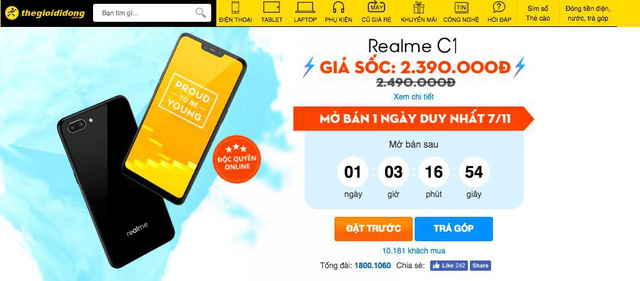 thegioididong
Bạn tìm gì...
ĐIỆN THOẠI
TABLET
LAPTOP
PHỤ KIỆN
MÁY
CŨ GIÁ RẺ
KHUYẾN MÃI
TIN
CÔNG NGHỆ
HỎI ĐÁP
Sim số
Thẻ cào
Đóng tiền điện,
nước, trả góp
Realme C1
GIÁ SỐC: 2.390.000Đ
2.490.000Đ
Xem chi tiết
MỞ BÁN 1 NGÀY DUY NHẤT 7/11
Mở bán sau
01 : 03 : 16 : 54
ngày giờ phút giây
ĐẶT TRƯỚC
TRẢ GÓP
10.181 khách mua
Tổng đài: 1800.1060 Chia sẻ: Like 242 Share
PROUD
TO BE
YOUNG
ĐỘC QUYỀN
ONLINE
realme